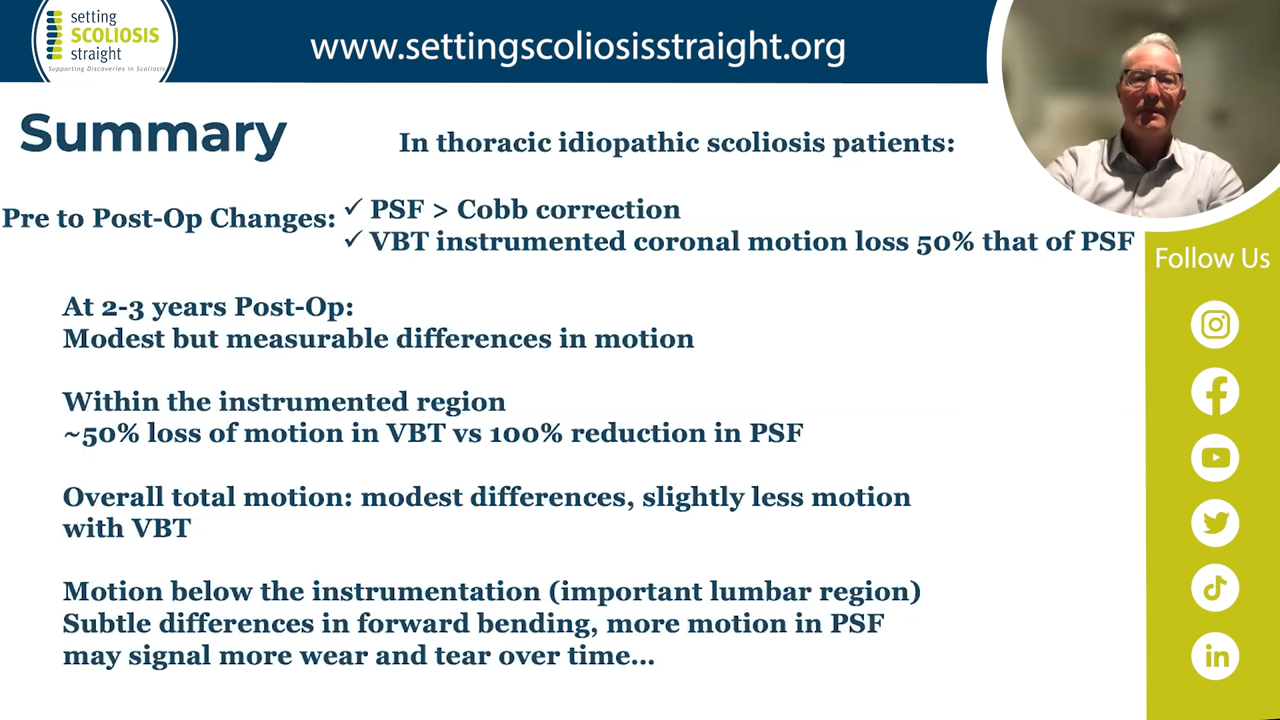 setting
SCOLIOSIS
straight
Supporting Discoveries in Scoliosis
www.settingscoliosisstraight.org
Summary
In thoracic idiopathic scoliosis patients:
Pre to Post-Op Changes:
✓ PSF > Cobb correction
✓ VBT instrumented coronal motion loss 50% that of PSF
Follow Us
At 2-3 years Post-Op:
Modest but measurable differences in motion
Within the instrumented region
~50% loss of motion in VBT vs 100% reduction in PSF
Overall total motion: modest differences, slightly less motion
with VBT
Motion below the instrumentation (important lumbar region)
Subtle differences in forward bending, more motion in PSF
may signal more wear and tear over time...
in